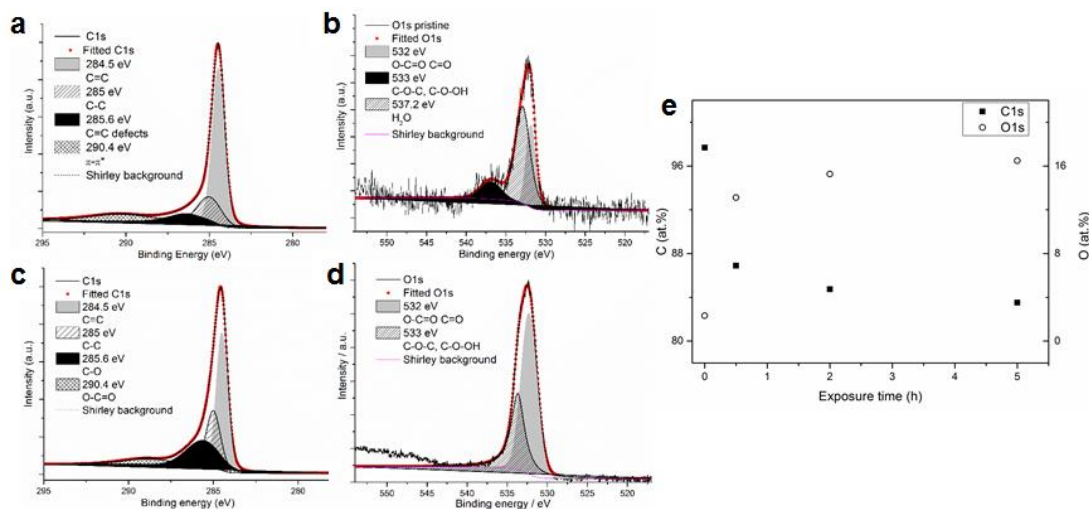 a
C1s
Fitted C1s
284.5 eV
C=C
285 eV
C-C
285.6 eV
C=C defects
290.4 eV
π-π*
Shirley background
Intensity (a.u.)
295 290 285 280
Binding Energy (eV)
b
O1s pristine
Fitted O1s
532 eV
O-C=O C=O
533 eV
C-O-C, C-O-OH
537.2 eV
H2O
Shirley background
Intensity (a.u.)
550 545 540 535 530 525 520
Binding energy (eV)
c
C1s
Fitted C1s
284.5 eV
C=C
285 eV
C-C
285.6 eV
C-O
290.4 eV
O-C=O
Shirley background
Intensity (a.u.)
295 290 285 280
Binding energy (eV)
d
O1s
Fitted O1s
532 eV
O-C=O C=O
533 eV
C-O-C, C-O-OH
Shirley background
Intensity / a.u.
550 545 540 535 530 525 520
Binding energy / eV
e
C1s
O1s
96
88
80
C (at.%)
16
8
0
O (at.%)
0 1 2 3 4 5
Exposure time (h)